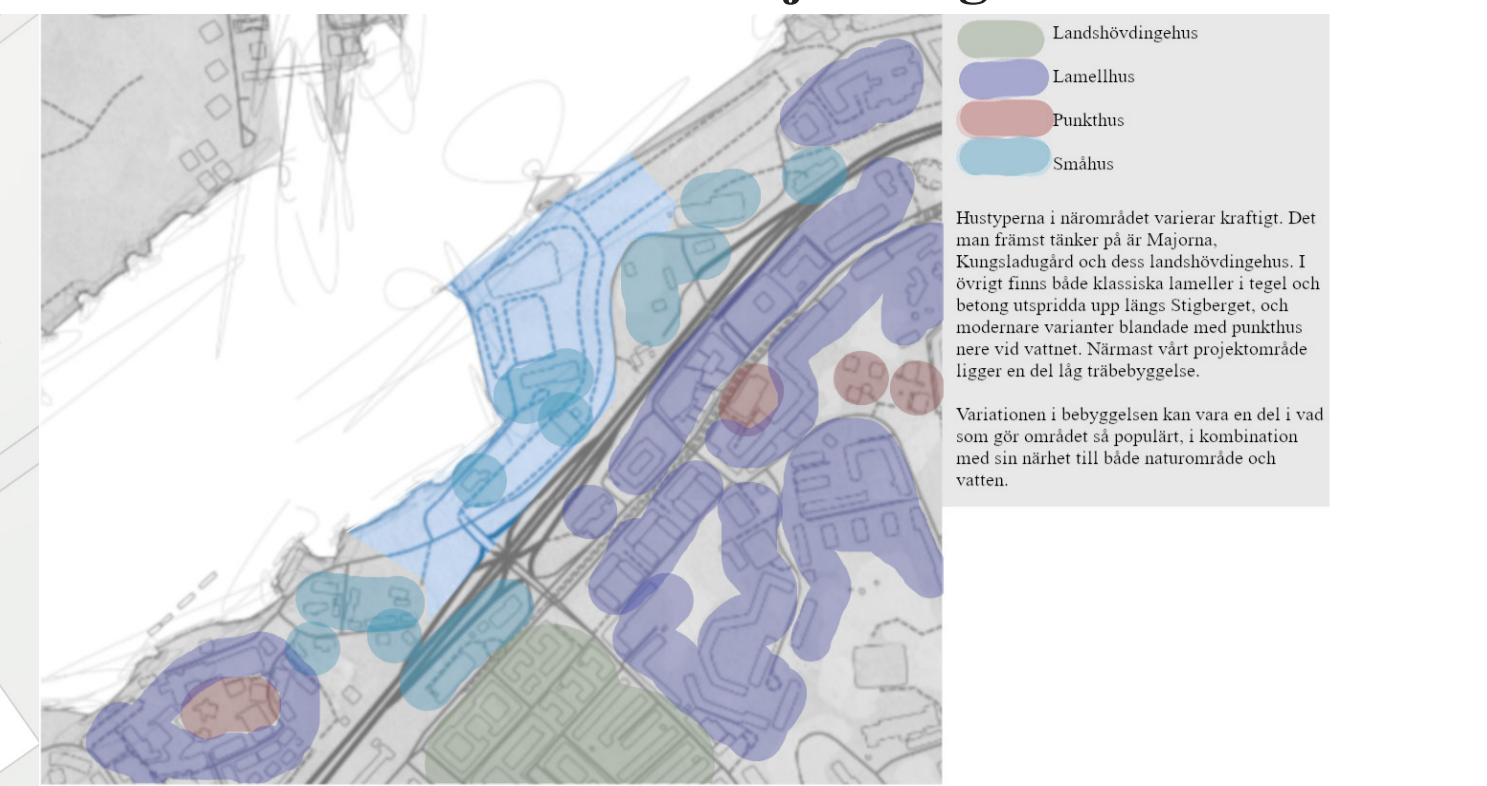 Landshövdingehus
Lamellhus
Punkthus
Småhus
Hustyperna i närområdet varierar kraftigt. Det
man främst tänker på är Majorna,
Kungsladugård och dess landshövdingehus. I
övrigt finns både klassiska lameller i tegel och
betong utspridda upp längs Stigberget, och
modernare varianter blandade med punkthus
nere vid vattnet. Närmast vårt projektområde
ligger en del låg träbebyggelse.
Variationen i bebyggelsen kan vara en del i vad
som gör området så populärt, i kombination
med sin närhet till både naturområde och
vatten.